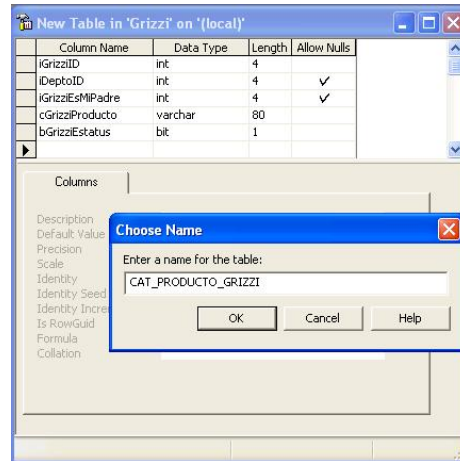 New Table in 'Grizzi' on '(local)'
Column Name Data Type Length Allow Nulls
iGrizziID int 4
iDeptoID int 4
iGrizziEsMiPadre int 4
cGrizziProducto varchar 80
bGrizziEstatus bit 1
Columns
Description
Default Value
Precision
Scale
Identity
Identity Seed
Identity Incre
Is RowGuid
Formula
Collation
Choose Name
Enter a name for the table:
CAT_PRODUCTO_GRIZZI
OK Cancel Help